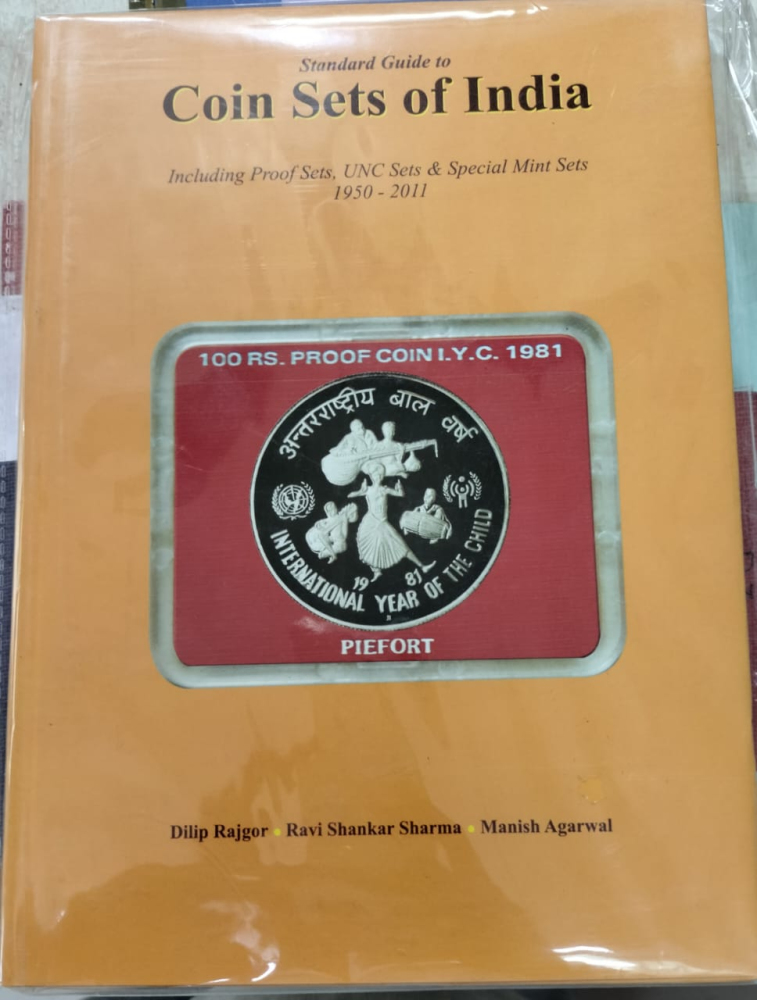 Standard Guide to
Coin Sets of India
Including Proof Sets, UNC Sets & Special Mint Sets
1950 - 2011
100 RS. PROOF COIN I.Y.C. 1981
अन्तरराष्ट्रीय बाल वर्ष
19 81
INTERNATIONAL YEAR OF THE CHILD
PIEFORT
Dilip Rajgor • Ravi Shankar Sharma • Manish Agarwal